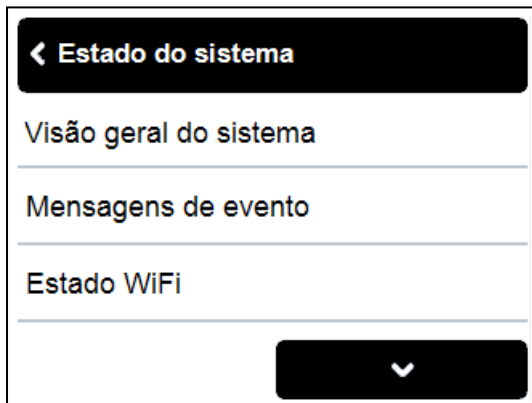 Estado do sistema
Visão geral do sistema
Mensagens de evento
Estado WiFi